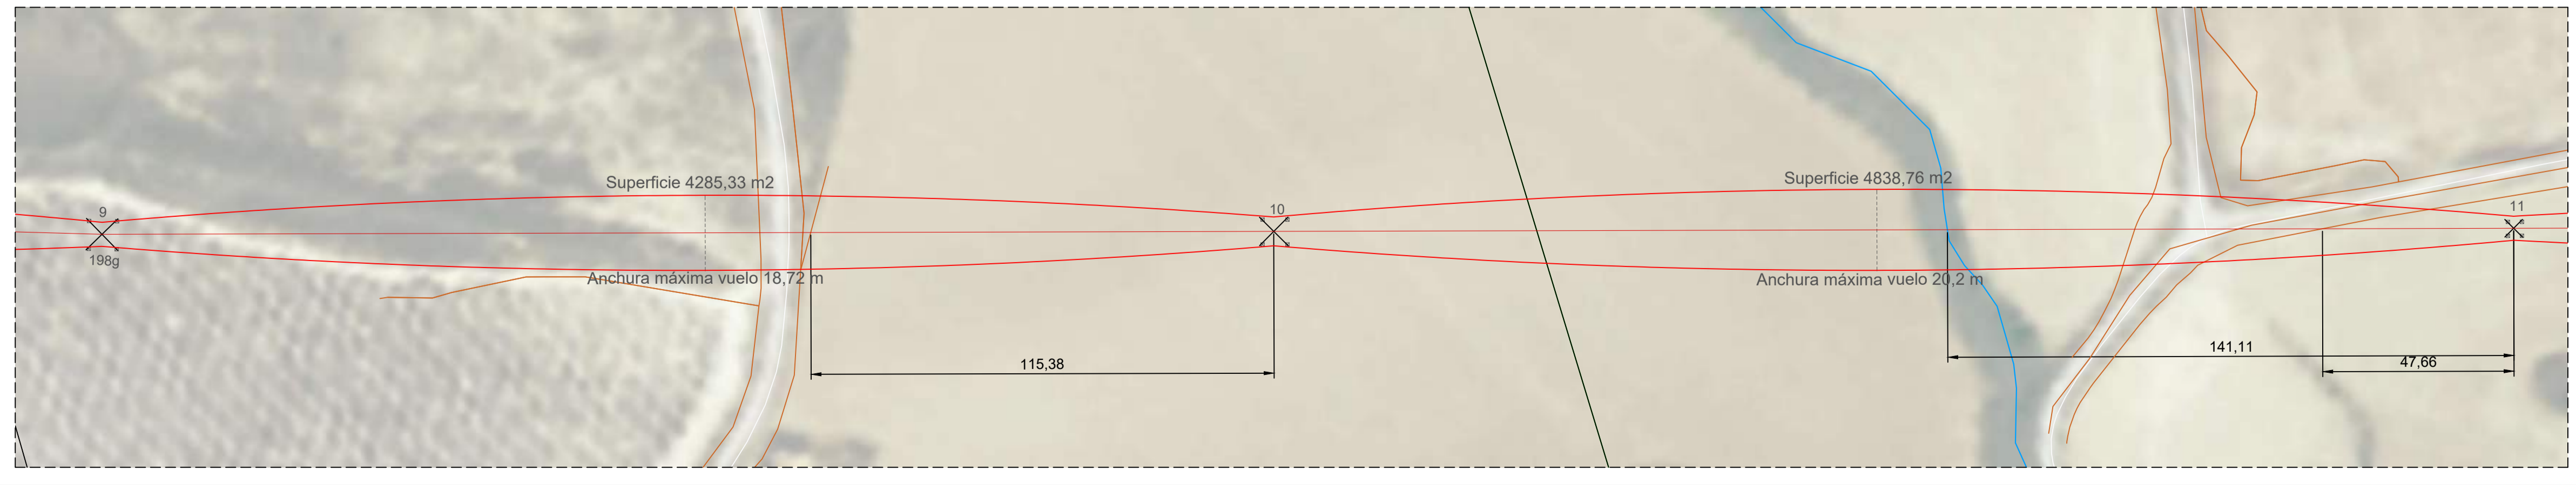 Superficie 4285,33 m2
Superficie 4838,76 m2
9
10
11
198g
Anchura máxima vuelo 18,72 m
Anchura máxima vuelo 20,2 m
115,38
141,11
47,66